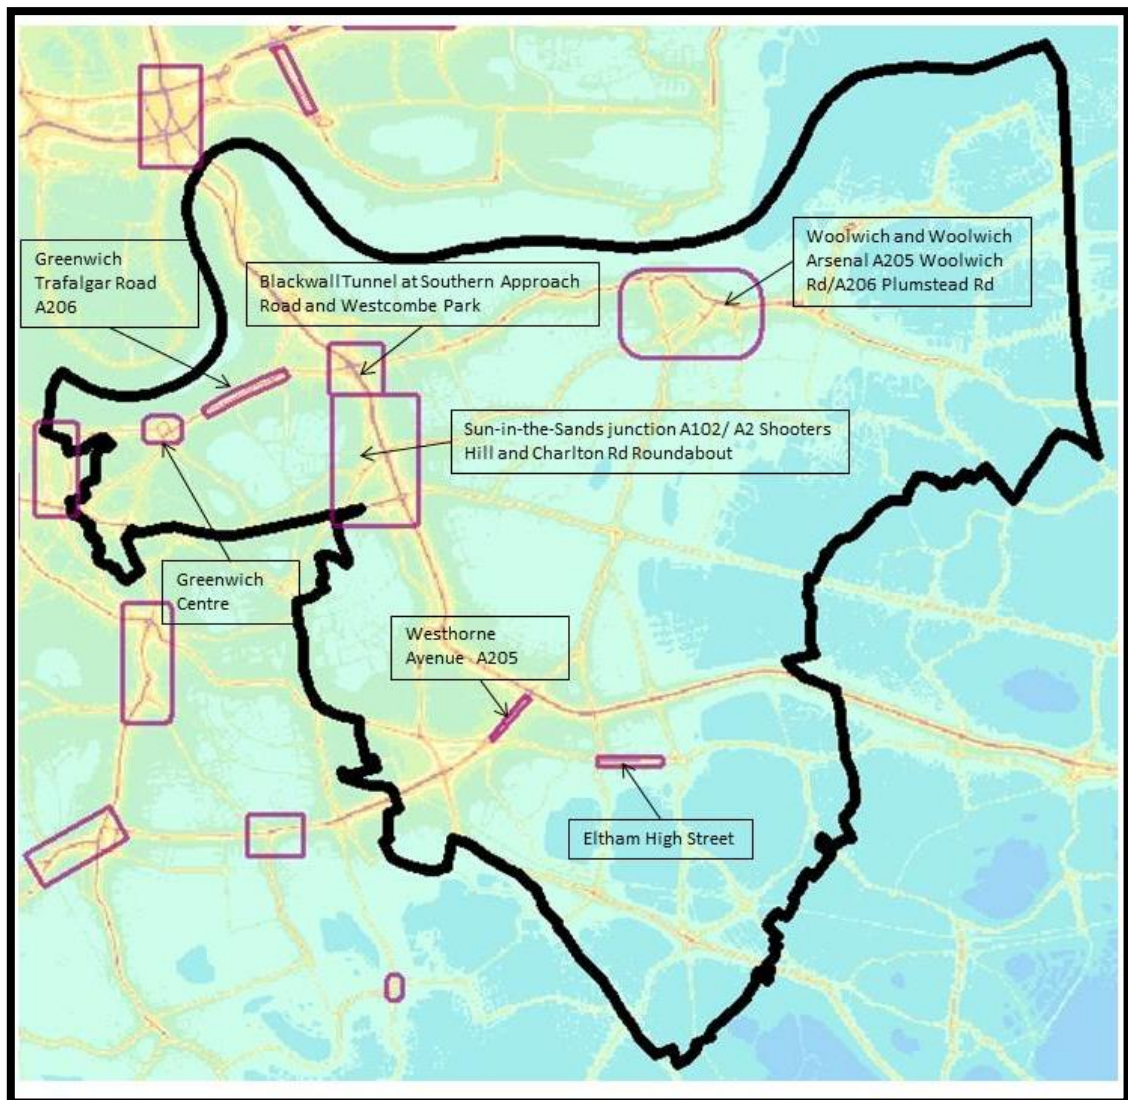 Greenwich
Trafalgar Road
A206
Blackwall Tunnel at Southern Approach
Road and Westcombe Park
Woolwich and Woolwich
Arsenal A205 Woolwich
Rd/A206 Plumstead Rd
Sun-in-the-Sands junction A102/ A2 Shooters
Hill and Charlton Rd Roundabout
Greenwich
Centre
Westhorne
Avenue A205
Eltham High Street